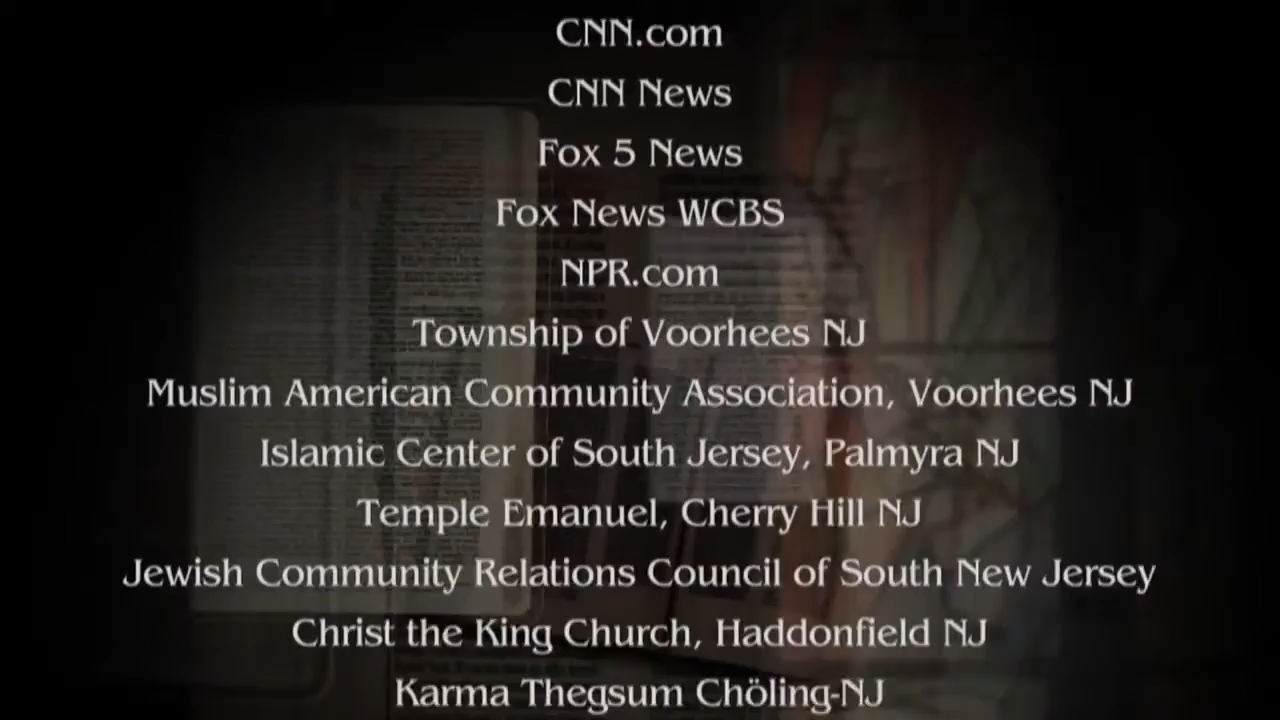 CNN.com
CNN News
Fox 5 News
Fox News WCBS
NPR.com
Township of Voorhees NJ
Muslim American Community Association, Voorhees NJ
Islamic Center of South Jersey, Palmyra NJ
Temple Emanuel, Cherry Hill NJ
Jewish Community Relations Council of South New Jersey
Christ the King Church, Haddonfield NJ
Karma Thegsum Chöling-NJ